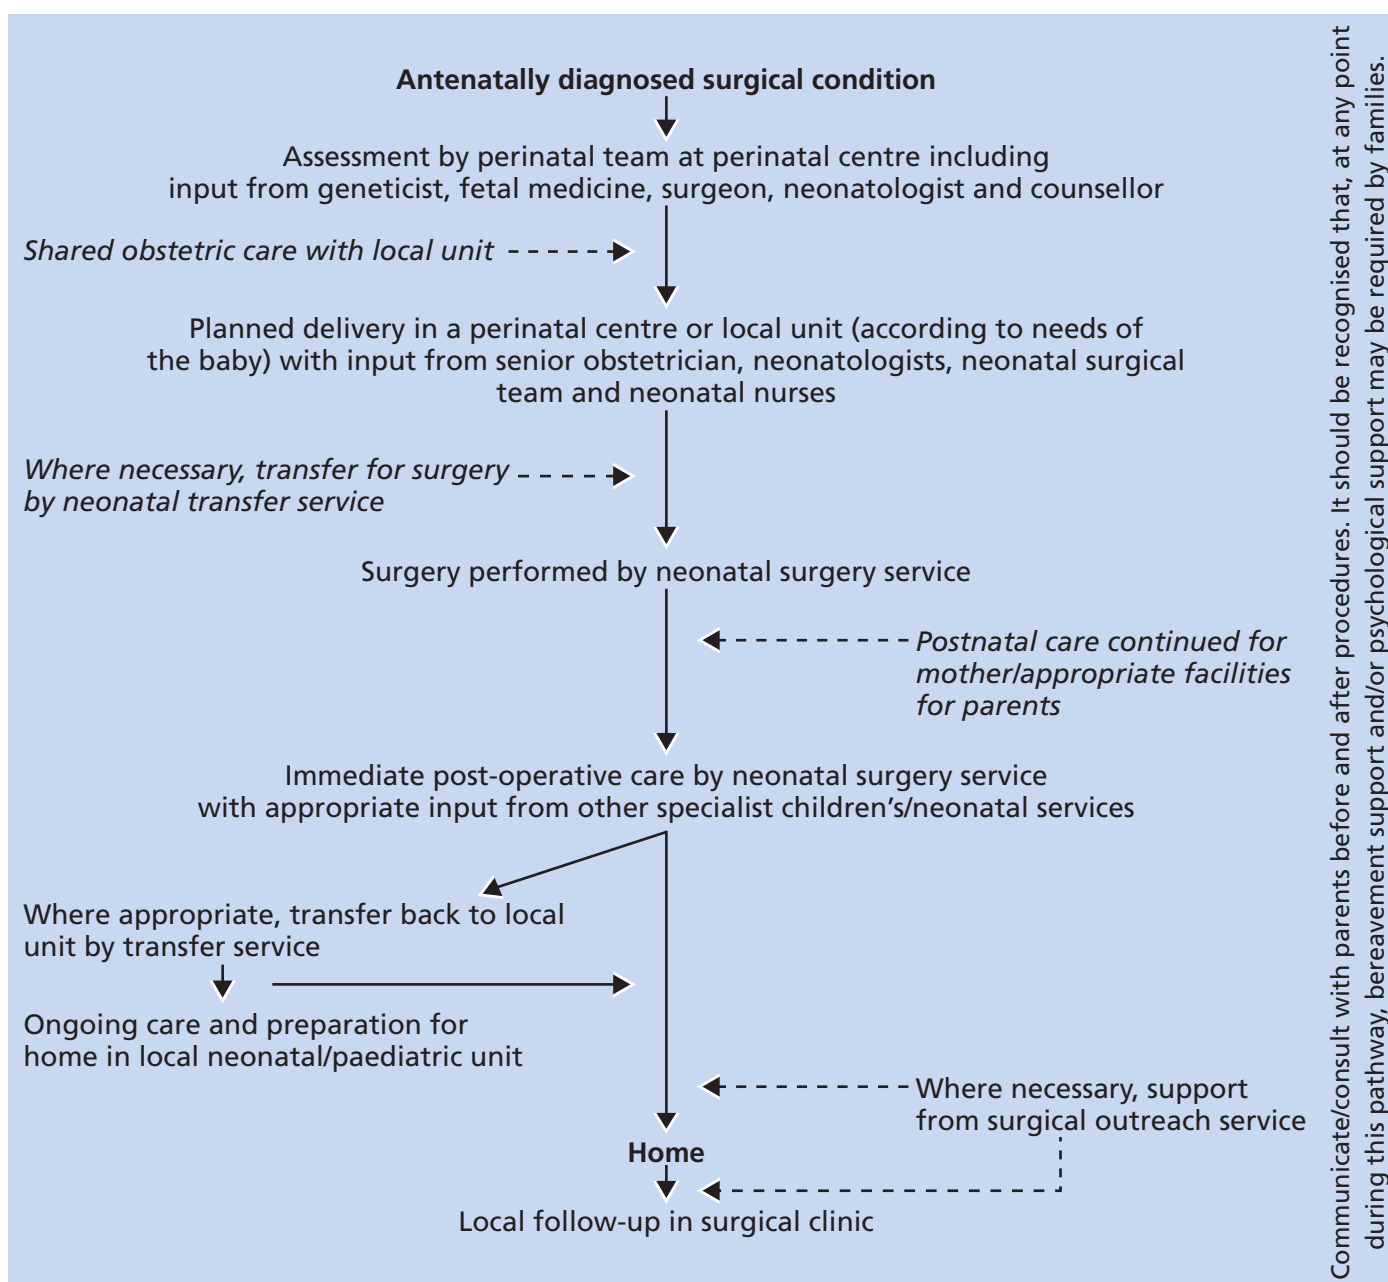 Antenatally diagnosed surgical condition
Assessment by perinatal team at perinatal centre including
input from geneticist, fetal medicine, surgeon, neonatologist and counsellor
Shared obstetric care with local unit
Planned delivery in a perinatal centre or local unit (according to needs of
the baby) with input from senior obstetrician, neonatologists, neonatal surgical
team and neonatal nurses
Where necessary, transfer for surgery
by neonatal transfer service
Surgery performed by neonatal surgery service
Postnatal care continued for
mother/appropriate facilities
for parents
Immediate post-operative care by neonatal surgery service
with appropriate input from other specialist children's/neonatal services
Where appropriate, transfer back to local
unit by transfer service
Ongoing care and preparation for
home in local neonatal/paediatric unit
Where necessary, support
from surgical outreach service
Home
Local follow-up in surgical clinic
Communicate/consult with parents before and after procedures. It should be recognised that, at any point
during this pathway, bereavement support and/or psychological support may be required by families.